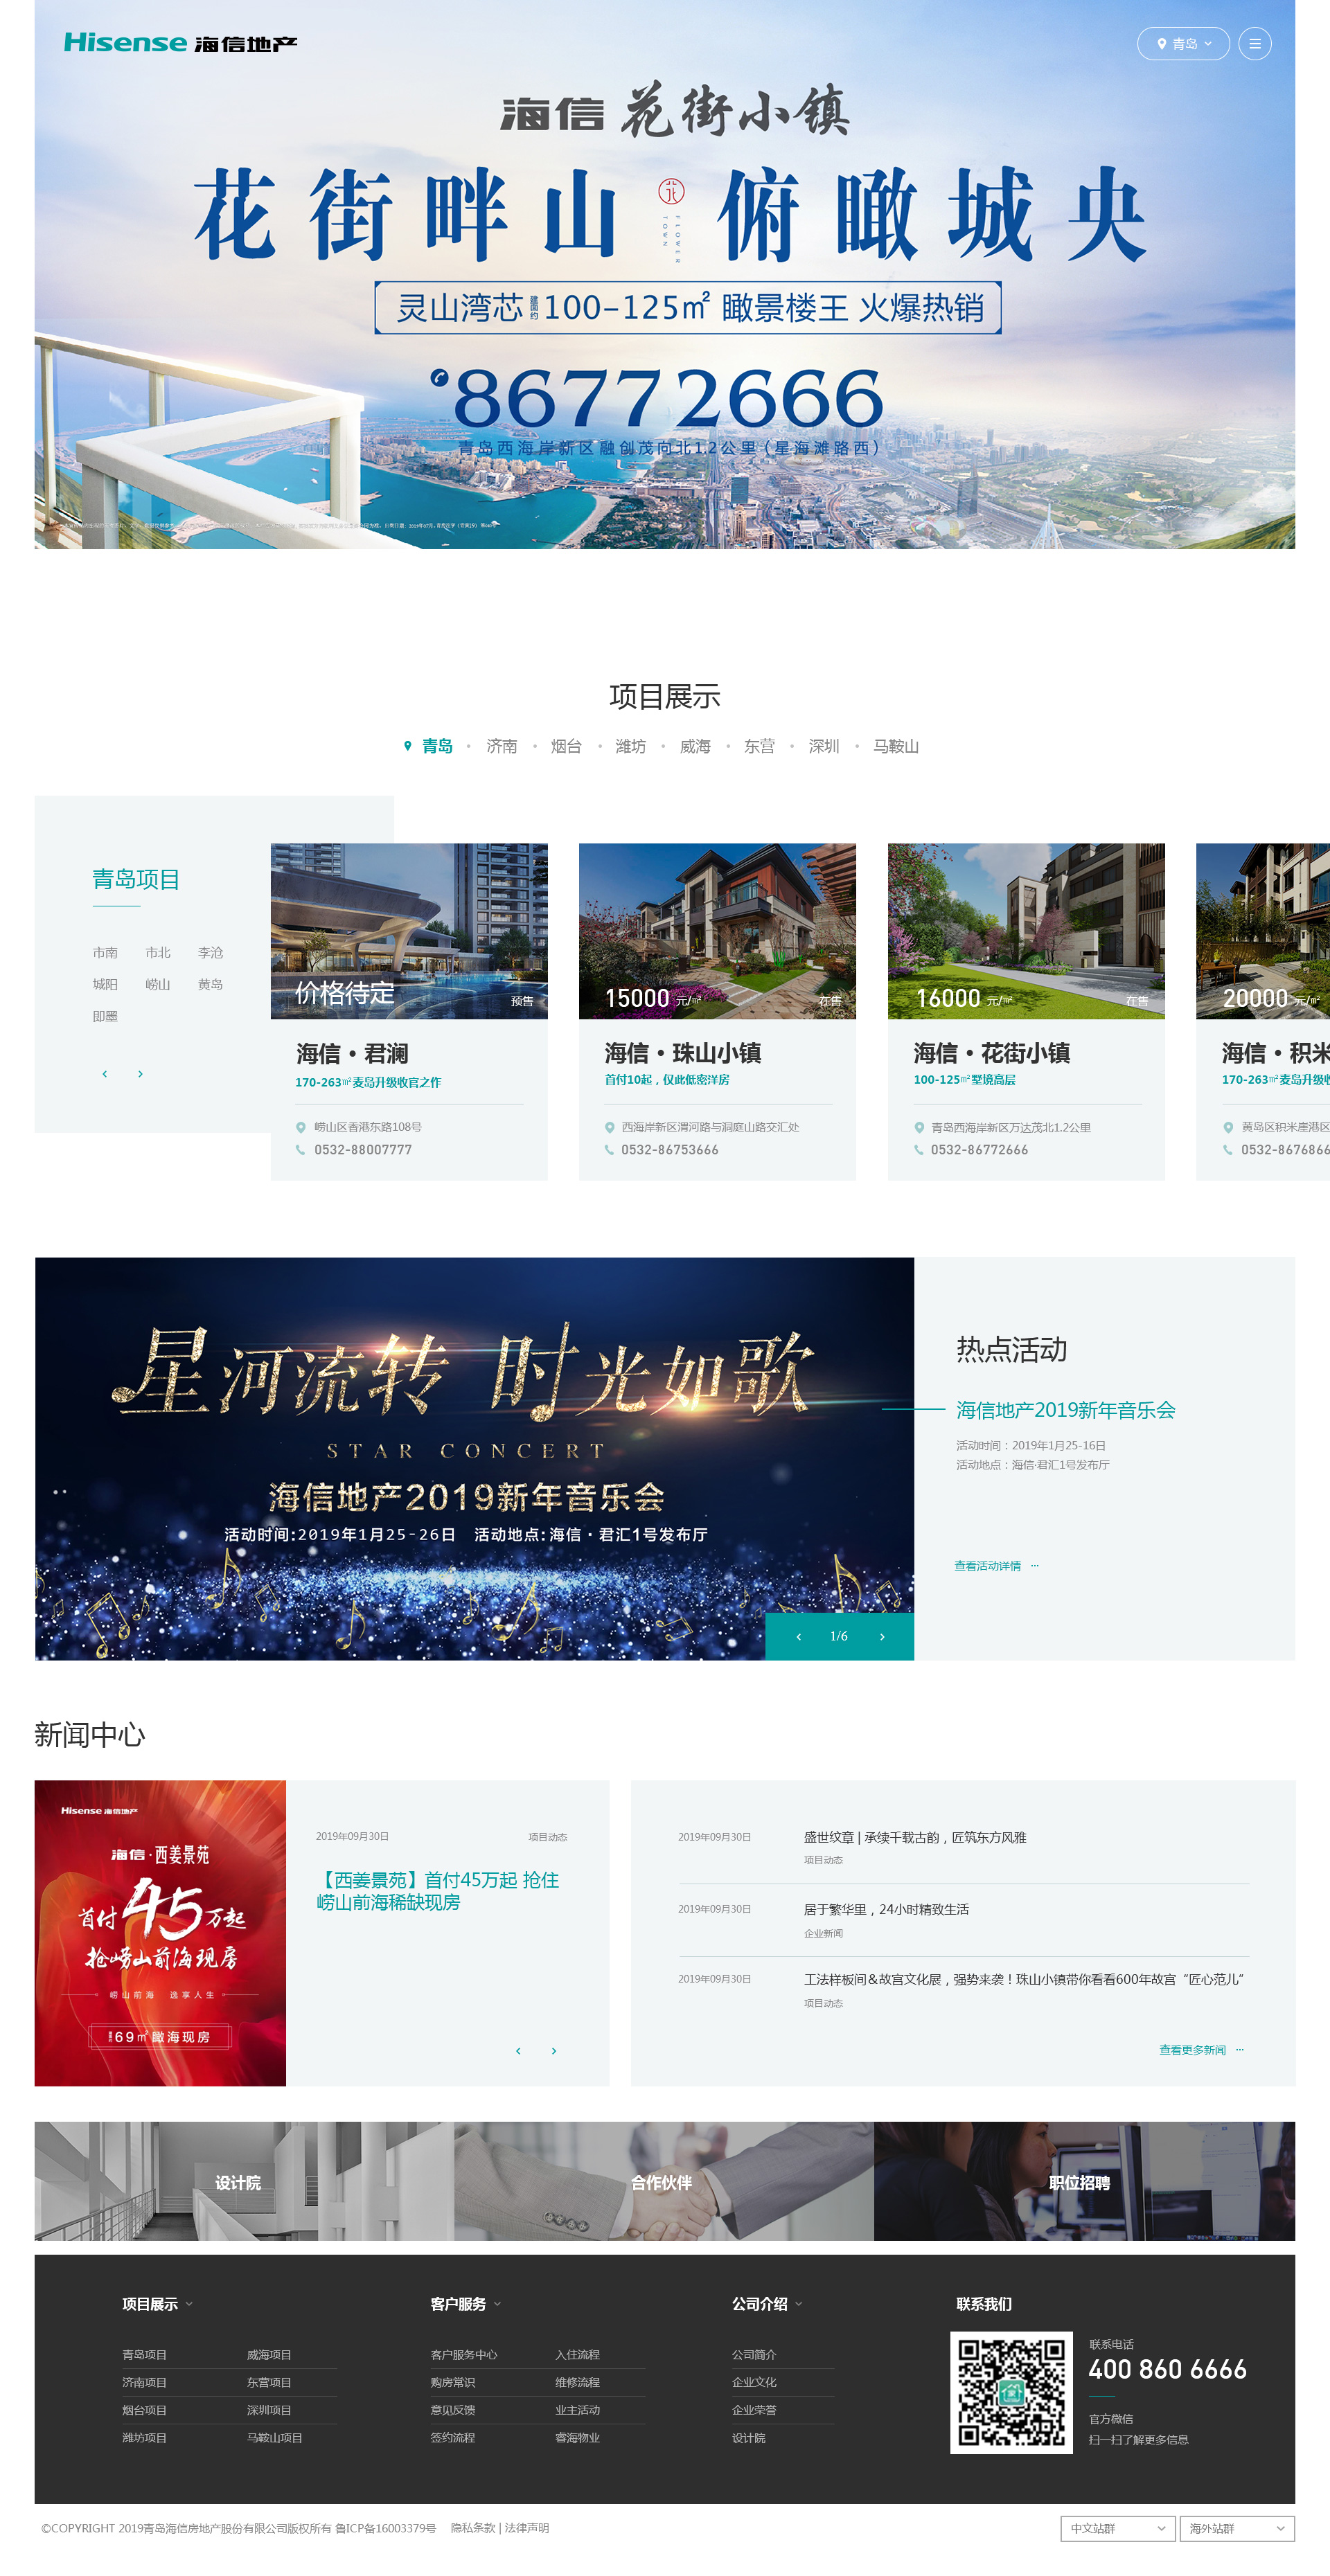 Hisense 海信地产
青岛
海信 花街小镇
花街畔山 俯瞰城央
FLOWER
TOWN
灵山湾芯 建面约 100-125㎡ 瞰景楼王 火爆热销
86772666
青岛西海岸新区融创茂向北1.2公里(星海滩路西)
项目展示
青岛 • 济南 • 烟台 • 潍坊 • 威海 • 东营 • 深圳 • 马鞍山
青岛项目
市南 市北 李沧
城阳 崂山 黄岛
即墨
价格待定 预售
海信・君澜
170-263㎡麦岛升级收官之作
崂山区香港东路108号
0532-88007777
15000 元/㎡ 在售
海信・珠山小镇
首付10起，仅此低密洋房
西海岸新区渭河路与洞庭山路交汇处
0532-86753666
16000 元/㎡ 在售
海信・花街小镇
100-125㎡墅境高层
青岛西海岸新区万达茂北1.2公里
0532-86772666
20000 元/㎡
海信・积米
170-263㎡麦岛升级收
黄岛区积米崖港区
0532-8676866
星河流转 时光如歌
STAR CONCERT
海信地产2019新年音乐会
活动时间:2019年1月25-26日 活动地点:海信・君汇1号发布厅
1/6
热点活动
海信地产2019新年音乐会
活动时间：2019年1月25-16日
活动地点：海信·君汇1号发布厅
查看活动详情 ···
新闻中心
Hisense 海信地产
海信·西姜景苑
首付45万起
抢崂山前海现房
崂山前海 逸享人生
69㎡瞰海现房
2019年09月30日 项目动态
【西姜景苑】首付45万起 抢住
崂山前海稀缺现房
2019年09月30日 盛世纹章 | 承续千载古韵，匠筑东方风雅
项目动态
2019年09月30日 居于繁华里，24小时精致生活
企业新闻
2019年09月30日 工法样板间＆故宫文化展，强势来袭！珠山小镇带你看看600年故宫“匠心范儿”
项目动态
查看更多新闻 ···
设计院 合作伙伴 职位招聘
项目展示
青岛项目 威海项目
济南项目 东营项目
烟台项目 深圳项目
潍坊项目 马鞍山项目
客户服务
客户服务中心 入住流程
购房常识 维修流程
意见反馈 业主活动
签约流程 睿海物业
公司介绍
公司简介
企业文化
企业荣誉
设计院
联系我们
联系电话
400 860 6666
官方微信
扫一扫了解更多信息
©COPYRIGHT 2019青岛海信房地产股份有限公司版权所有 鲁ICP备16003379号 隐私条款 | 法律声明
中文站群 海外站群